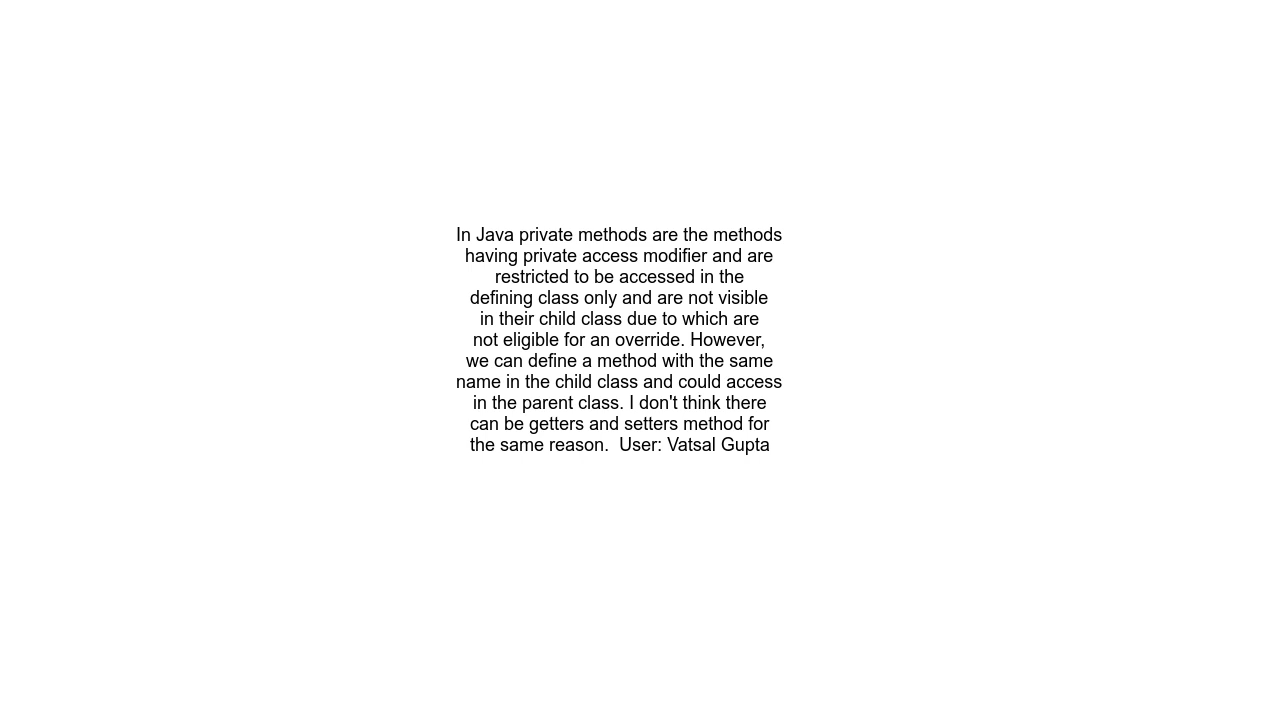 In Java private methods are the methods
having private access modifier and are
restricted to be accessed in the
defining class only and are not visible
in their child class due to which are
not eligible for an override. However,
we can define a method with the same
name in the child class and could access
in the parent class. I don't think there
can be getters and setters method for
the same reason.  User: Vatsal Gupta